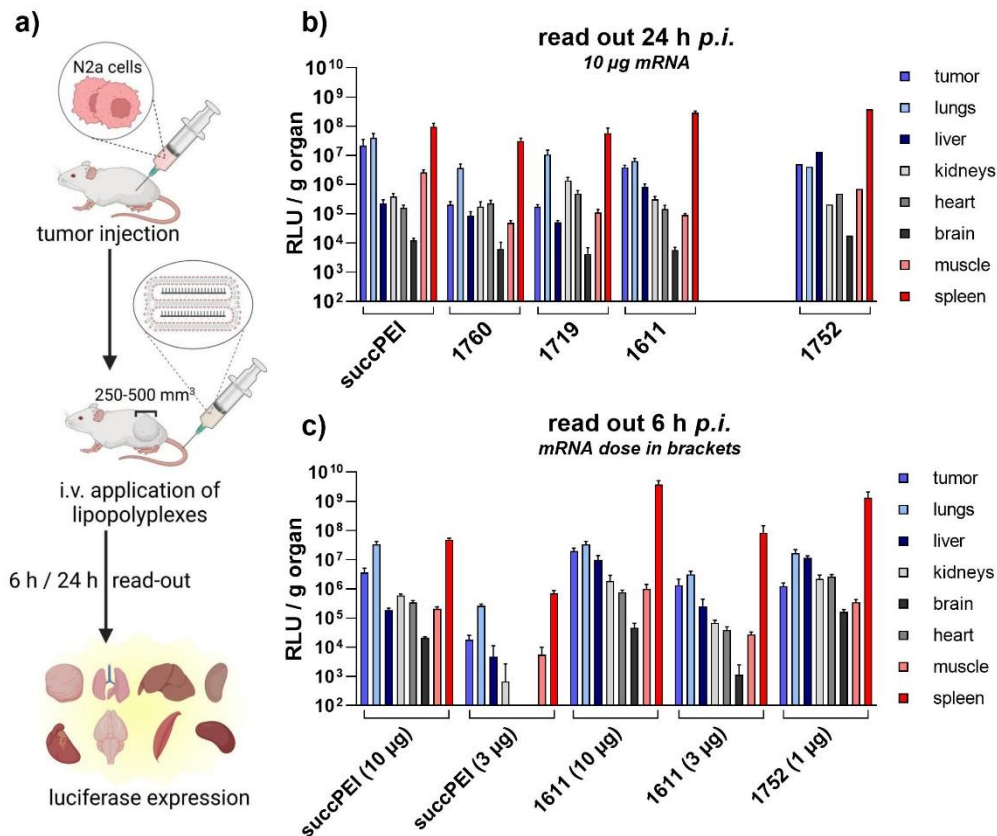 a)
N2a cells
tumor injection
250-500 mm³
i.v. application of
lipopolyplexes
6 h / 24 h read-out
luciferase expression
b)
read out 24 h p.i.
10 µg mRNA
RLU / g organ
10¹⁰
10⁹
10⁸
10⁷
10⁶
10⁵
10⁴
10³
10²
succPEI
1760
1719
1611
1752
tumor
lungs
liver
kidneys
heart
brain
muscle
spleen
c)
read out 6 h p.i.
mRNA dose in brackets
RLU / g organ
10¹⁰
10⁹
10⁸
10⁷
10⁶
10⁵
10⁴
10³
10²
succPEI (10 µg)
succPEI (3 µg)
1611 (10 µg)
1611 (3 µg)
1752 (1 µg)
tumor
lungs
liver
kidneys
brain
heart
muscle
spleen